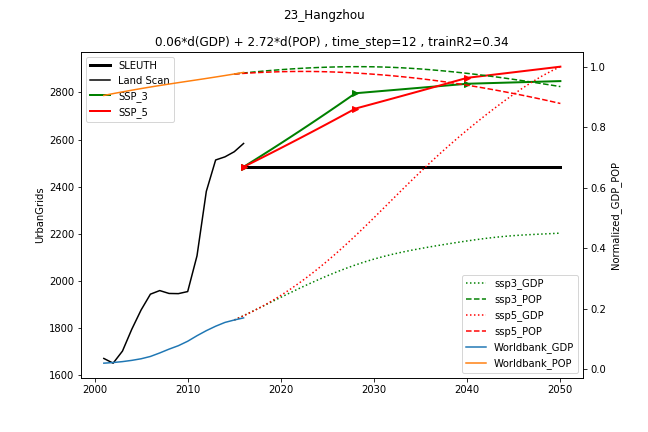 23_Hangzhou
0.06*d(GDP) + 2.72*d(POP) , time_step=12 , trainR2=0.34
SLEUTH
Land Scan
SSP_3
SSP_5
2800
2600
2400
2200
2000
1800
1600
UrbanGrids
1.0
0.8
0.6
0.4
0.2
0.0
Normalized_GDP_POP
ssp3_GDP
ssp3_POP
ssp5_GDP
ssp5_POP
Worldbank_GDP
Worldbank_POP
2000
2010
2020
2030
2040
2050